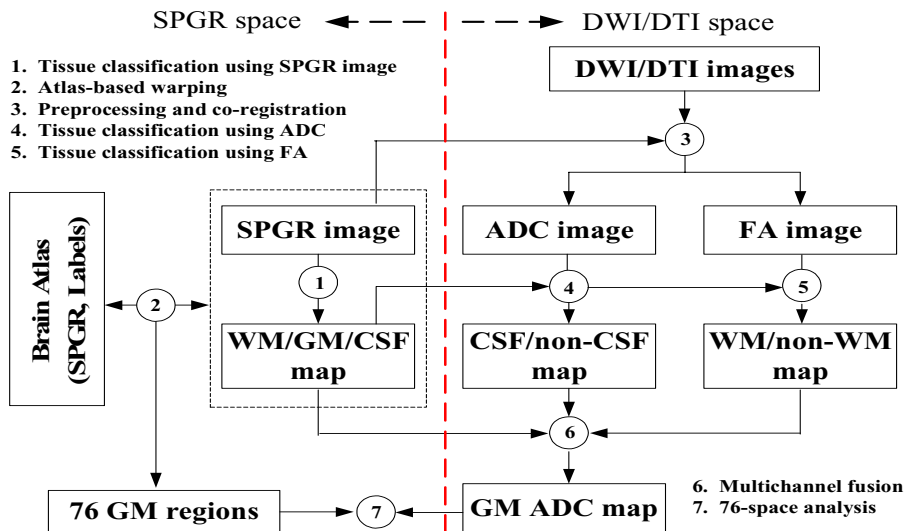 SPGR space
DWI/DTI space
1. Tissue classification using SPGR image
2. Atlas-based warping
3. Preprocessing and co-registration
4. Tissue classification using ADC
5. Tissue classification using FA
DWI/DTI images
3
Brain Atlas
(SPGR, Labels)
SPGR image
ADC image
FA image
1
2
4
5
WM/GM/CSF
map
CSF/non-CSF
map
WM/non-WM
map
6
76 GM regions
7
GM ADC map
6. Multichannel fusion
7. 76-space analysis